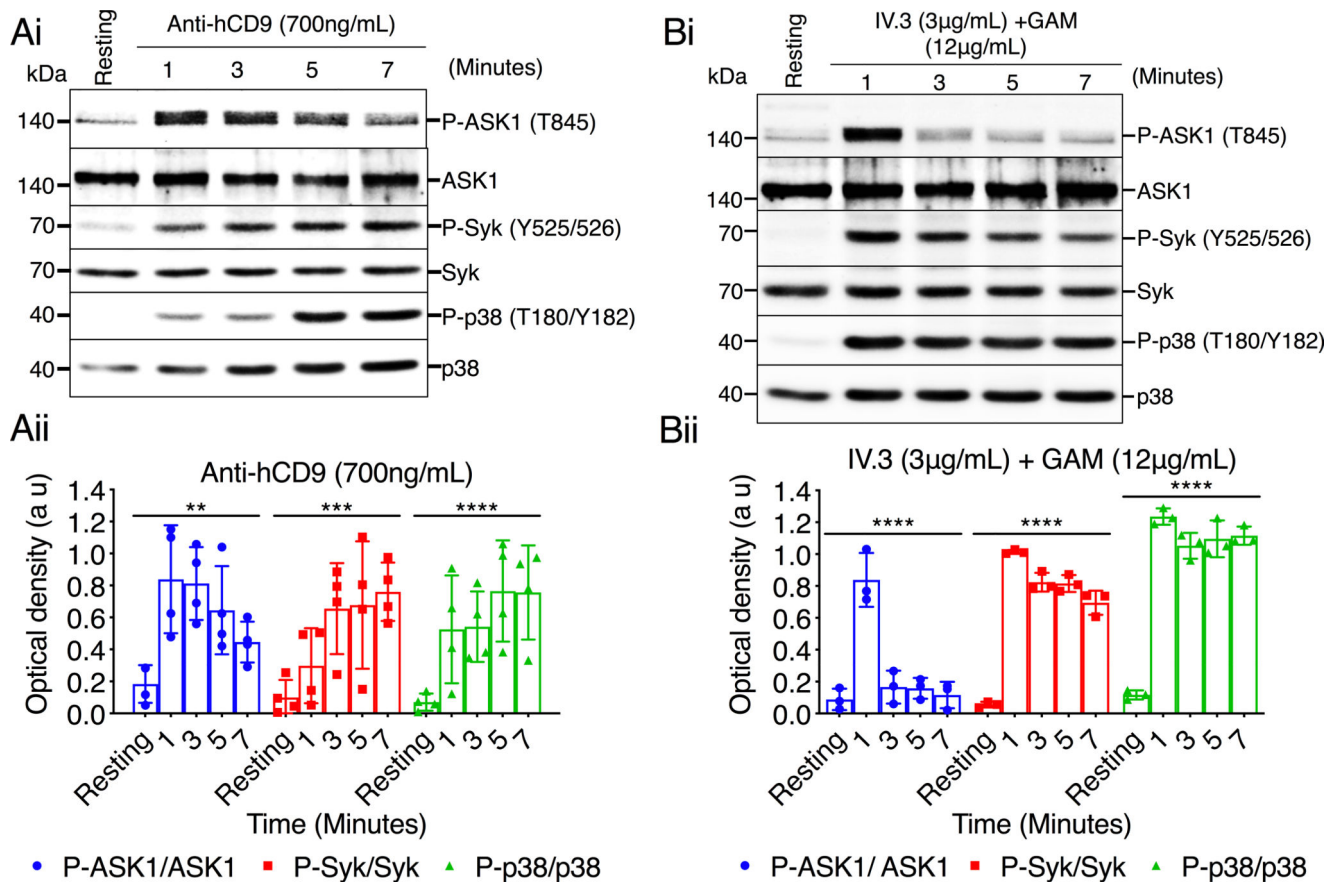 Ai
Anti-hCD9 (700ng/mL)
Resting
kDa
1 3 5 7 (Minutes)
140 P-ASK1 (T845)
140 ASK1
70 P-Syk (Y525/526)
70 Syk
40 P-p38 (T180/Y182)
40 p38
Bi
IV.3 (3µg/mL) +GAM
(12µg/mL)
Resting
kDa
1 3 5 7 (Minutes)
140 P-ASK1 (T845)
140 ASK1
70 P-Syk (Y525/526)
70 Syk
40 P-p38 (T180/Y182)
40 p38
Aii
Anti-hCD9 (700ng/mL)
Optical density (a u)
1.4
1.2
1.0
0.8
0.6
0.4
0.2
0.0
** *** ****
Resting 1 3 5 7 Resting 1 3 5 7 Resting 1 3 5 7
Time (Minutes)
P-ASK1/ASK1 P-Syk/Syk P-p38/p38
Bii
IV.3 (3µg/mL) + GAM (12µg/mL)
Optical density (a u)
1.4
1.2
1.0
0.8
0.6
0.4
0.2
0.0
**** **** ****
Resting 1 3 5 7 Resting 1 3 5 7 Resting 1 3 5 7
Time (Minutes)
P-ASK1/ ASK1 P-Syk/Syk P-p38/p38